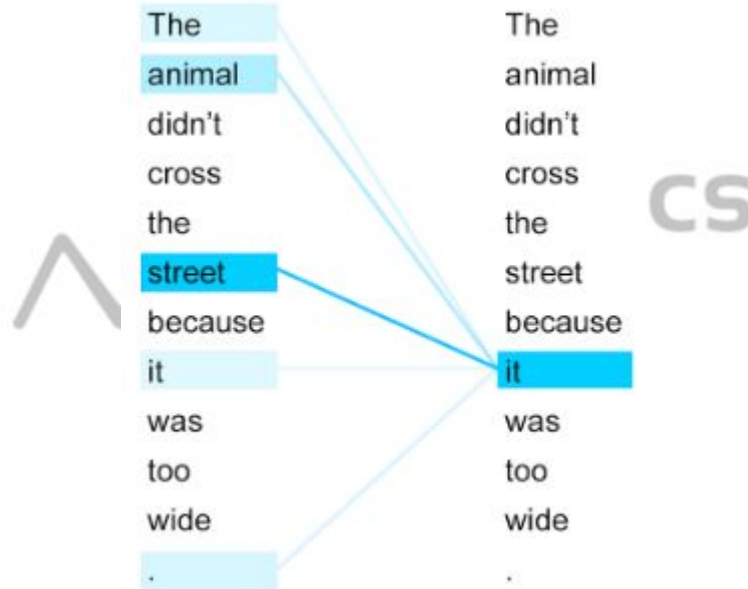 The
animal
didn't
cross
the
street
because
it
was
too
wide
.
The
animal
didn't
cross
the
street
because
it
was
too
wide
.
cs